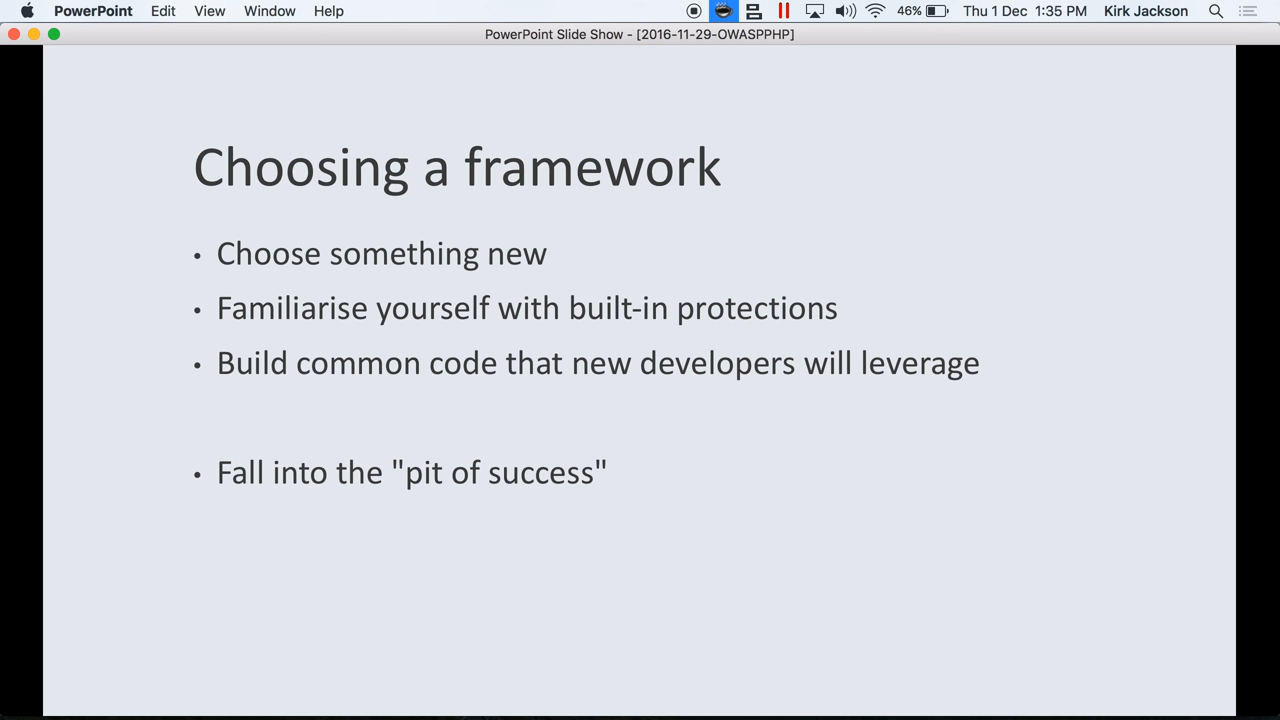 PowerPoint Edit View Window Help 46% Thu 1 Dec 1:35 PM Kirk Jackson
PowerPoint Slide Show - [2016-11-29-OWASPPHP]
Choosing a framework
• Choose something new
• Familiarise yourself with built-in protections
• Build common code that new developers will leverage
• Fall into the "pit of success"